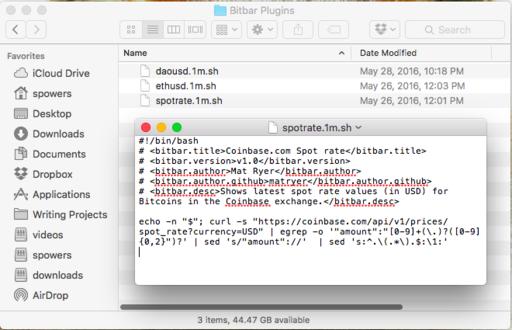 Bitbar Plugins
Search
Favorites
iCloud Drive
spowers
Desktop
Downloads
Documents
Dropbox
Applications
Writing Projects
videos
spowers
downloads
AirDrop
Name Date Modified
daousd.1m.sh May 28, 2016, 10:18 PM
ethusd.1m.sh May 26, 2016, 12:03 PM
spotrate.1m.sh May 26, 2016, 12:01 PM
spotrate.1m.sh
#!/bin/bash
# <bitbar.title>Coinbase.com Spot rate</bitbar.title>
# <bitbar.version>v1.0</bitbar.version>
# <bitbar.author>Mat Ryer</bitbar.author>
# <bitbar.author.github>matryer</bitbar.author.github>
# <bitbar.desc>Shows latest spot rate values (in USD) for
Bitcoins in the Coinbase exchange.</bitbar.desc>
echo -n "$"; curl -s "https://coinbase.com/api/v1/prices/
spot_rate?currency=USD" | egrep -o '"amount":"[0-9]+(\.)?([0-9]
{0,2}")?' | sed 's/"amount"://'  | sed 's:^.\(.*\).$:\1:'
3 items, 44.47 GB available